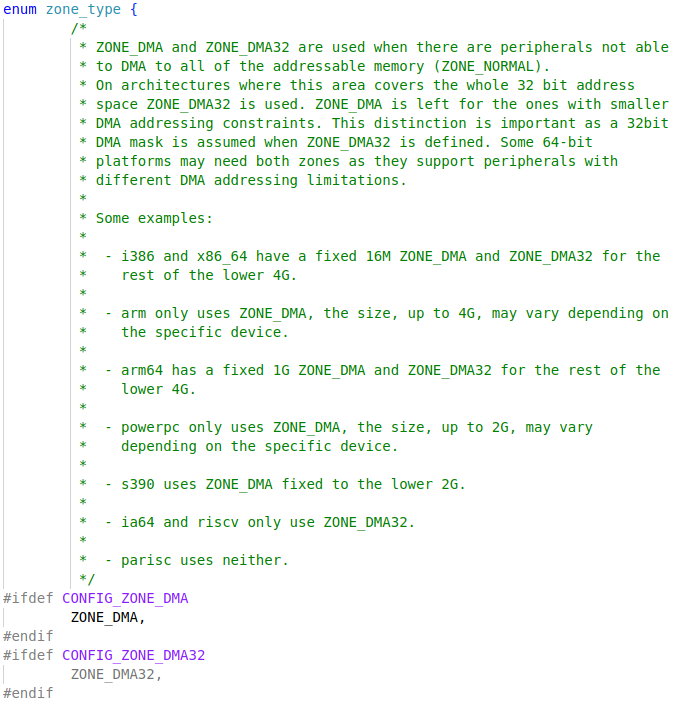 enum zone_type {
/*
* ZONE_DMA and ZONE_DMA32 are used when there are peripherals not able
* to DMA to all of the addressable memory (ZONE_NORMAL).
* On architectures where this area covers the whole 32 bit address
* space ZONE_DMA32 is used. ZONE_DMA is left for the ones with smaller
* DMA addressing constraints. This distinction is important as a 32bit
* DMA mask is assumed when ZONE_DMA32 is defined. Some 64-bit
* platforms may need both zones as they support peripherals with
* different DMA addressing limitations.
*
* Some examples:
*
*  - i386 and x86_64 have a fixed 16M ZONE_DMA and ZONE_DMA32 for the
*    rest of the lower 4G.
*
*  - arm only uses ZONE_DMA, the size, up to 4G, may vary depending on
*    the specific device.
*
*  - arm64 has a fixed 1G ZONE_DMA and ZONE_DMA32 for the rest of the
*    lower 4G.
*
*  - powerpc only uses ZONE_DMA, the size, up to 2G, may vary
*    depending on the specific device.
*
*  - s390 uses ZONE_DMA fixed to the lower 2G.
*
*  - ia64 and riscv only use ZONE_DMA32.
*
*  - parisc uses neither.
*/
#ifdef CONFIG_ZONE_DMA
ZONE_DMA,
#endif
#ifdef CONFIG_ZONE_DMA32
ZONE_DMA32,
#endif